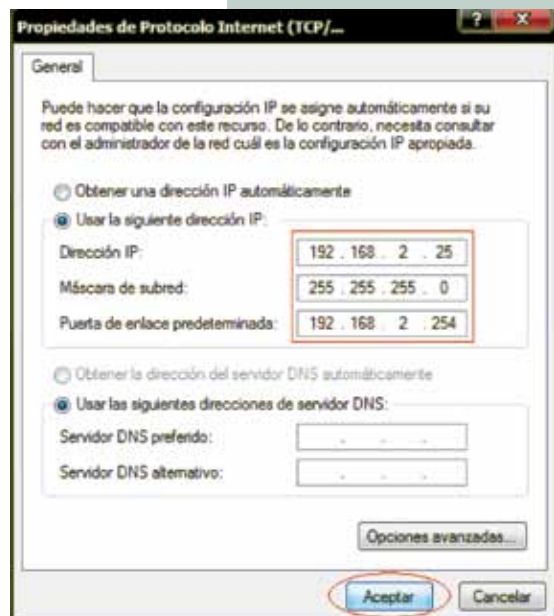 Propiedades de Protocolo Internet (TCP/...
General
Puede hacer que la configuración IP se asigne automáticamente si su
red es compatible con este recurso. De lo contrario, necesita consultar
con el administrador de la red cuál es la configuración IP apropiada.
Obtener una dirección IP automáticamente
Usar la siguiente dirección IP:
Dirección IP: 192 . 168 . 2 . 25
Máscara de subred: 255 . 255 . 255 . 0
Puerta de enlace predeterminada: 192 . 168 . 2 . 254
Obtener la dirección del servidor DNS automáticamente
Usar las siguientes direcciones de servidor DNS:
Servidor DNS preferido: . . .
Servidor DNS alternativo: . . .
Opciones avanzadas...
Aceptar Cancelar